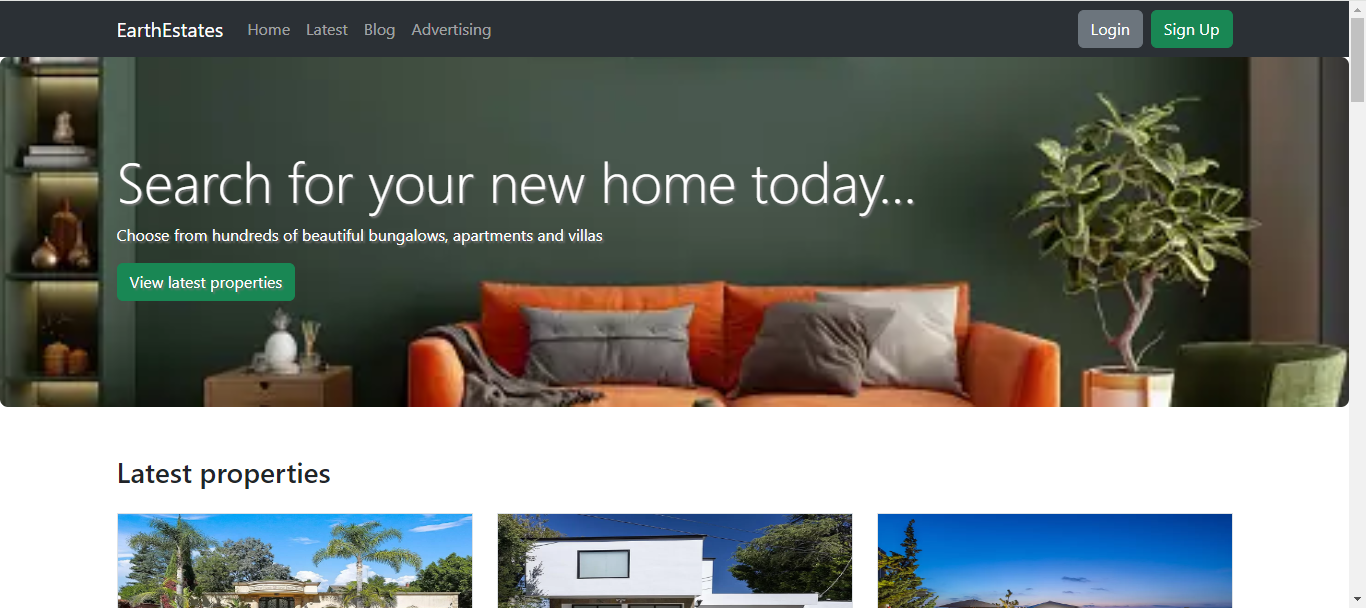 EarthEstates Home Latest Blog Advertising Login Sign Up
Search for your new home today...
Choose from hundreds of beautiful bungalows, apartments and villas
View latest properties
Latest properties